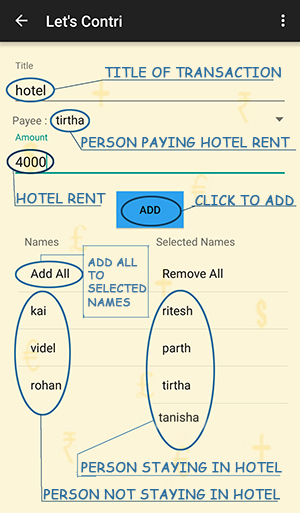 Let's Contri
Title
TITLE OF TRANSACTION
hotel
Payee : tirtha
PERSON PAYING HOTEL RENT
Amount
4000
HOTEL RENT
ADD
CLICK TO ADD
Names
Selected Names
Add All
ADD ALL
TO
SELECTED
NAMES
Remove All
kai
ritesh
videl
parth
rohan
tirtha
tanisha
PERSON STAYING IN HOTEL
PERSON NOT STAYING IN HOTEL